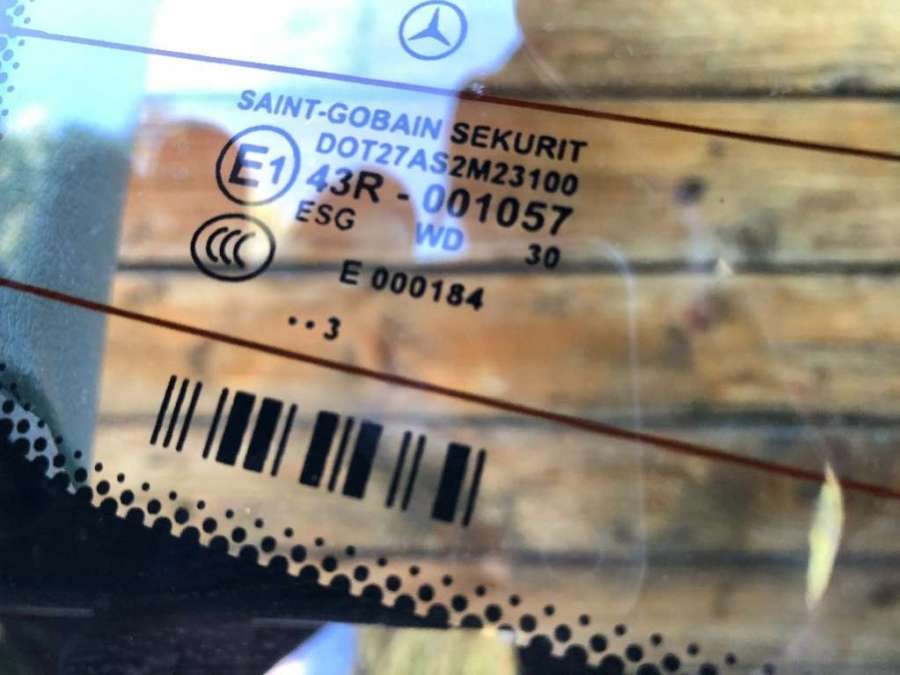 SAINT-GOBAIN SEKURIT
DOT27AS2M23100
E1 43R - 001057
ESG WD 30
CCC
E 000184
•• 3